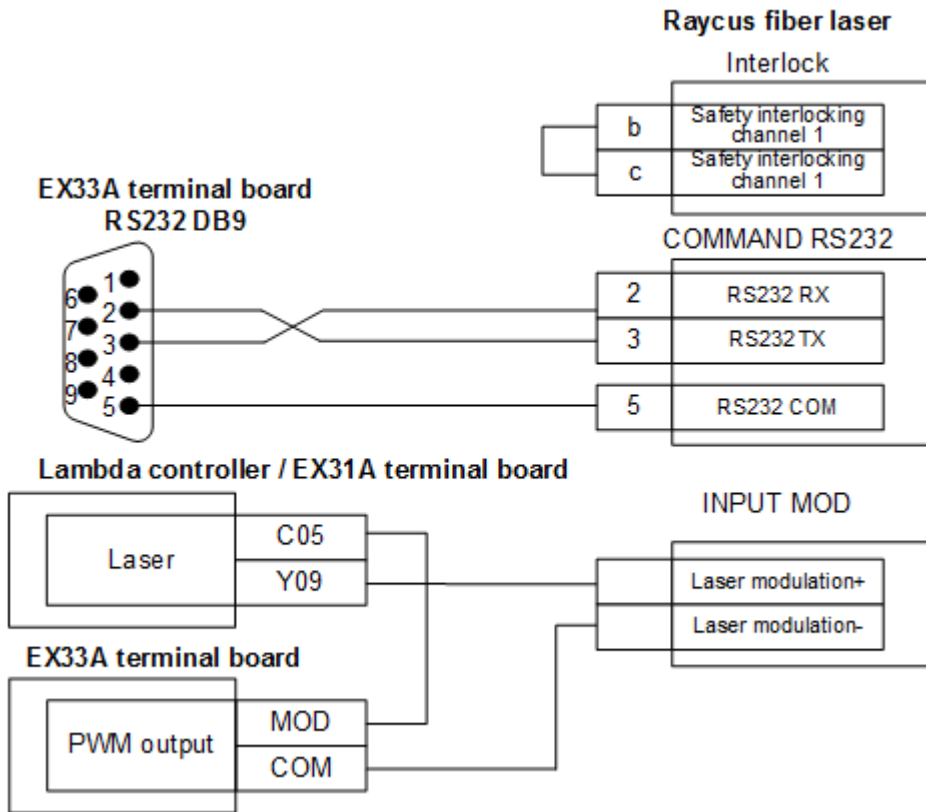 Raycus fiber laser
Interlock
b
Safety interlocking
channel 1
c
Safety interlocking
channel 1
EX33A terminal board
RS232 DB9
1
6
2
7
3
8
4
9
5
COMMAND RS232
2
RS232 RX
3
RS232 TX
5
RS232 COM
Lambda controller / EX31A terminal board
Laser
C05
Y09
INPUT MOD
Laser modulation+
Laser modulation-
EX33A terminal board
PWM output
MOD
COM